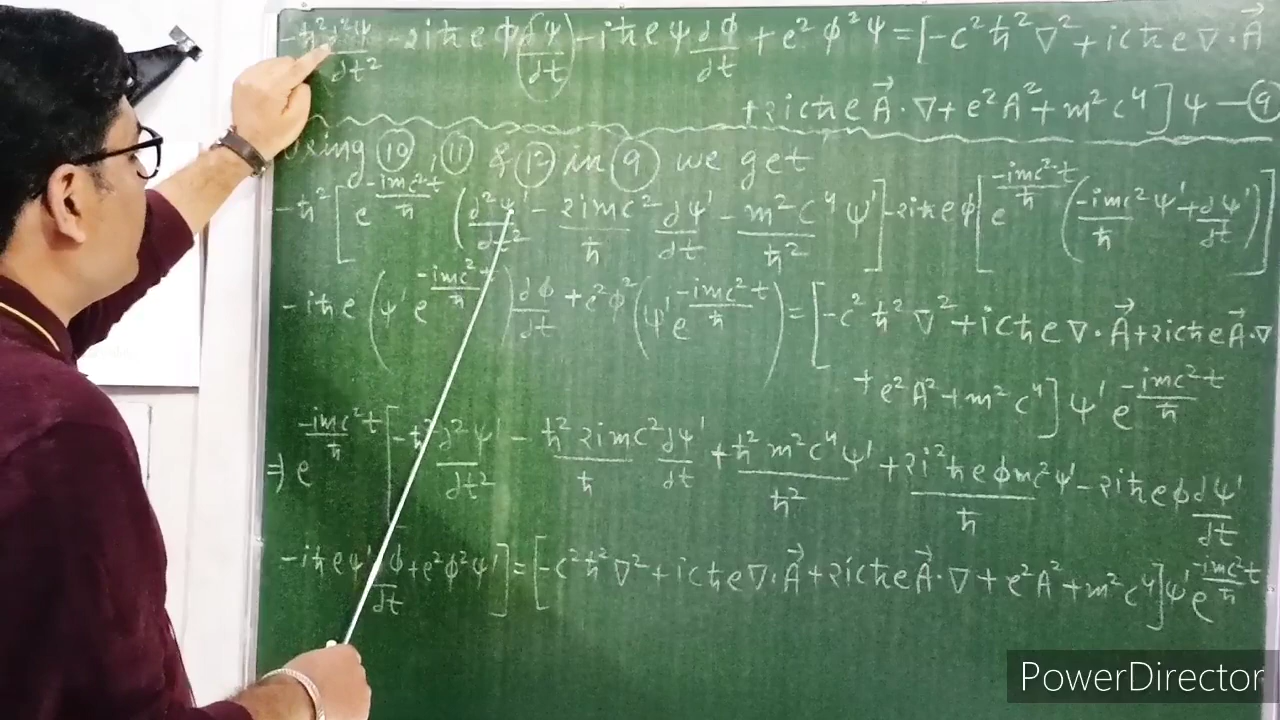 -ħ² d²ψ/dt² - 2iħeϕ(dψ/dt) - iħeψ dϕ/dt + e²ϕ²ψ = [-c²ħ²∇² + icħe∇·A⃗
+2icħeA⃗·∇ + e²A² + m²c⁴]ψ — ⑨
using ⑩, ⑪ & ⑫ in ⑨ we get
-ħ²[e^(-imc²t/ħ) (d²ψ'/dt² - 2imc²/ħ dψ'/dt - m²c⁴/ħ² ψ'] - 2iħeϕ[e^(-imc²t/ħ) (-imc²/ħ ψ' + dψ'/dt)]
-iħe(ψ' e^(-imc²t/ħ)) dϕ/dt + e²ϕ²(ψ' e^(-imc²t/ħ)) = [-c²ħ²∇² + icħe∇·A⃗ + 2icħeA⃗·∇
+ e²A² + m²c⁴]ψ' e^(-imc²t/ħ)
⇒ e^(-imc²t/ħ) [-ħ² d²ψ'/dt² - ħ² 2imc²/ħ dψ'/dt + ħ² m²c⁴ψ'/ħ² + 2i²ħeϕmc²ψ'/ħ - 2iħeϕ dψ'/dt
-iħeψ' dϕ/dt + e²ϕ²ψ'] = [-c²ħ²∇² + icħe∇·A⃗ + 2icħeA⃗·∇ + e²A² + m²c⁴]ψ' e^(-imc²t/ħ)
PowerDirector